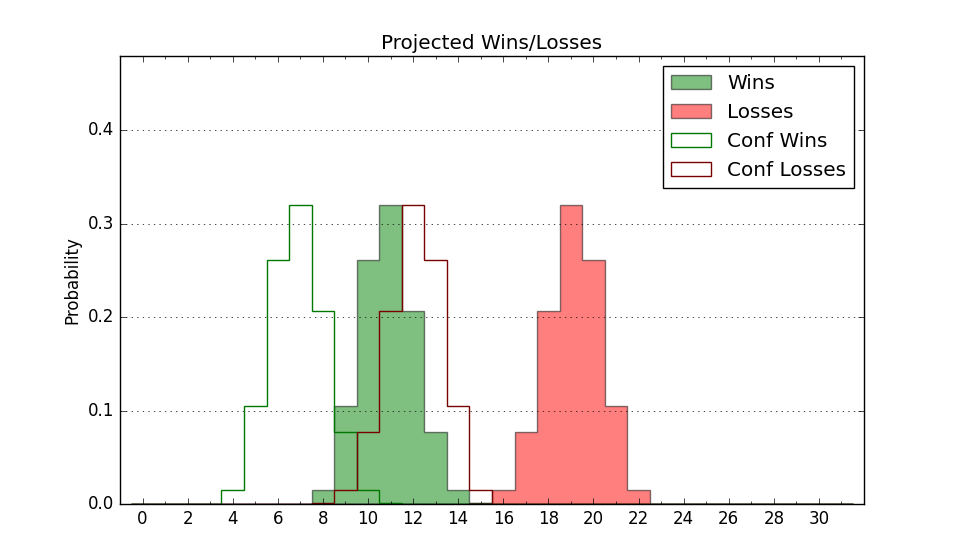 Projected Wins/Losses
Wins
Losses
Conf Wins
Conf Losses
Probability
0.4
0.3
0.2
0.1
0.0
0 2 4 6 8 10 12 14 16 18 20 22 24 26 28 30